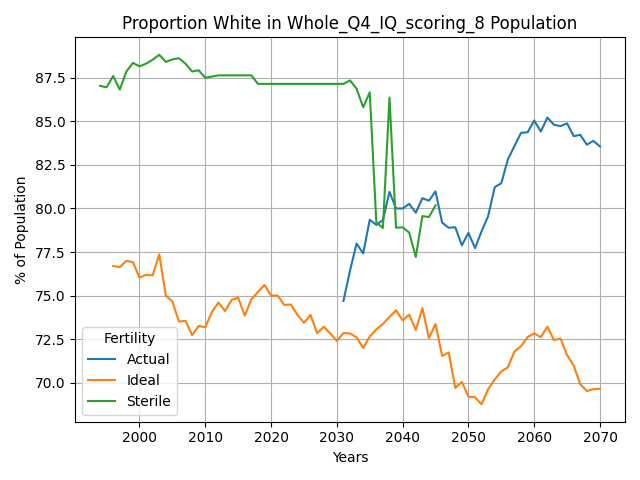 Proportion White in Whole_Q4_IQ_scoring_8 Population
% of Population
87.5
85.0
82.5
80.0
77.5
75.0
72.5
70.0
Fertility
Actual
Ideal
Sterile
2000 2010 2020 2030 2040 2050 2060 2070
Years